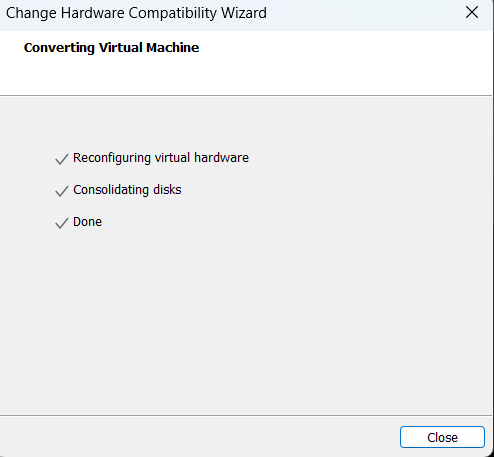 Change Hardware Compatibility Wizard
Converting Virtual Machine
Reconfiguring virtual hardware
Consolidating disks
Done
Close